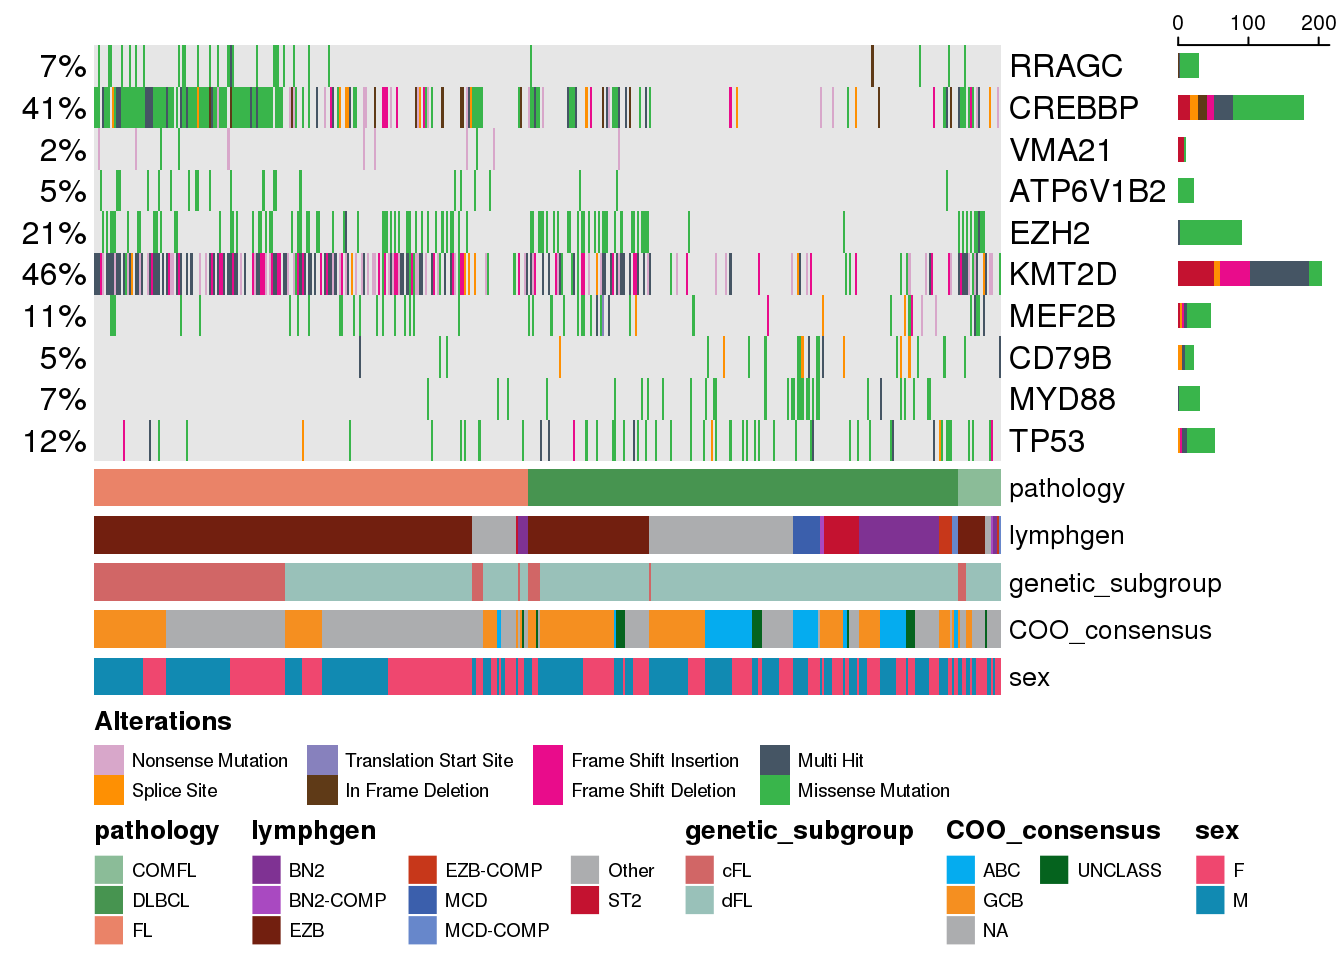 0 100 200
7% RRAGC
41% CREBBP
2% VMA21
5% ATP6V1B2
21% EZH2
46% KMT2D
11% MEF2B
5% CD79B
7% MYD88
12% TP53
pathology
lymphgen
genetic_subgroup
COO_consensus
sex
Alterations
Nonsense Mutation Translation Start Site Frame Shift Insertion Multi Hit
Splice Site In Frame Deletion Frame Shift Deletion Missense Mutation
pathology lymphgen genetic_subgroup COO_consensus sex
COMFL BN2 EZB-COMP Other cFL ABC UNCLASS F
DLBCL BN2-COMP MCD ST2 dFL GCB M
FL EZB MCD-COMP NA